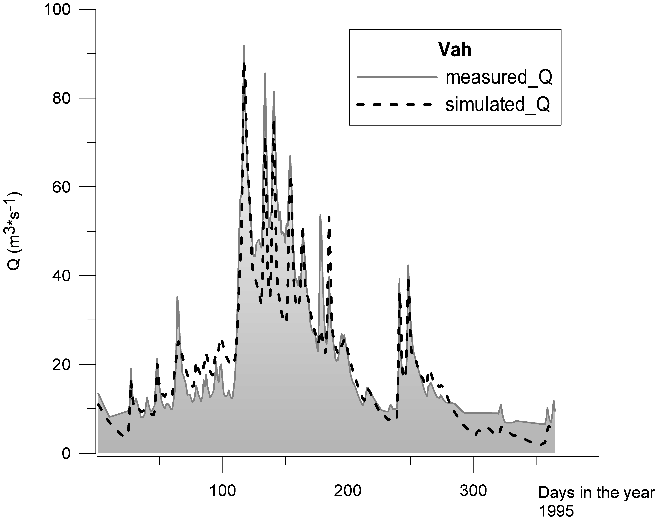 100
80
60
40
20
0
Q (m³*s⁻¹)
Vah
measured_Q
simulated_Q
100
200
300
Days in the year
1995